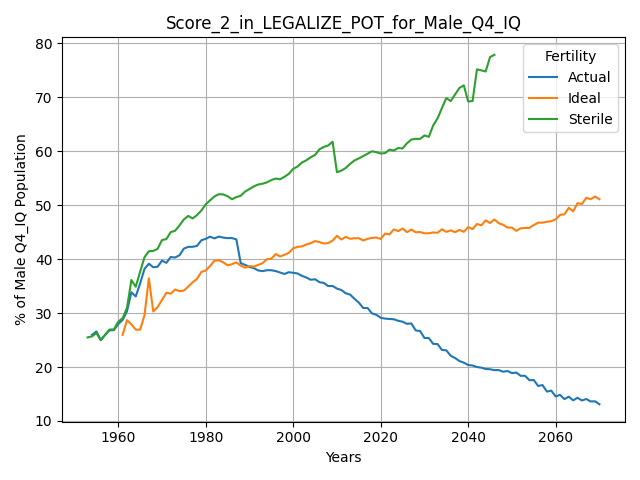 Score_2_in_LEGALIZE_POT_for_Male_Q4_IQ
% of Male Q4_IQ Population
80
70
60
50
40
30
20
10
Fertility
Actual
Ideal
Sterile
1960 1980 2000 2020 2040 2060
Years